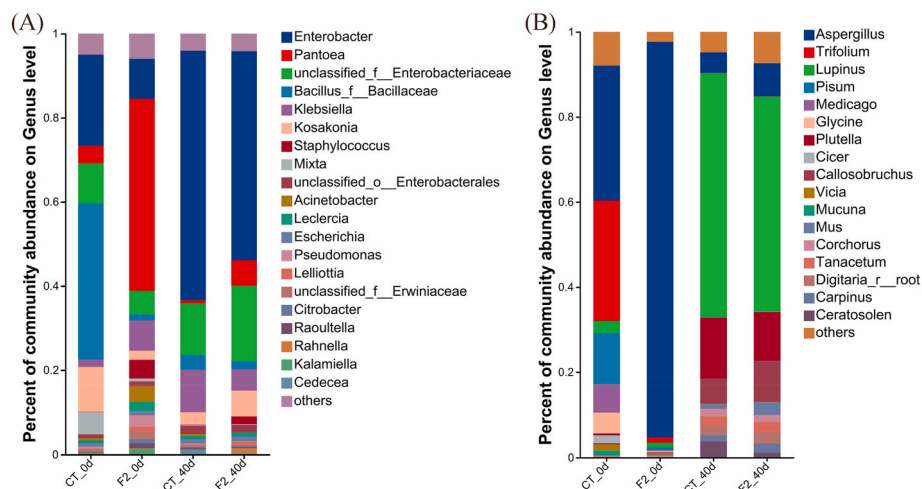 (A)
Percent of community abundance on Genus level
1
0.8
0.6
0.4
0.2
0
CT_0d
F2_0d
CT_40d
F2_40d
Enterobacter
Pantoea
unclassified_f__Enterobacteriaceae
Bacillus_f__Bacillaceae
Klebsiella
Kosakonia
Staphylococcus
Mixta
unclassified_o__Enterobacterales
Acinetobacter
Leclercia
Escherichia
Pseudomonas
Lelliottia
unclassified_f__Erwiniaceae
Citrobacter
Raoultella
Rahnella
Kalamiella
Cedecea
others
(B)
Percent of community abundance on Genus level
1
0.8
0.6
0.4
0.2
0
CT_0d
F2_0d
CT_40d
F2_40d
Aspergillus
Trifolium
Lupinus
Pisum
Medicago
Glycine
Plutella
Cicer
Callosobruchus
Vicia
Mucuna
Mus
Corchorus
Tanacetum
Digitaria_r__root
Carpinus
Ceratosolen
others